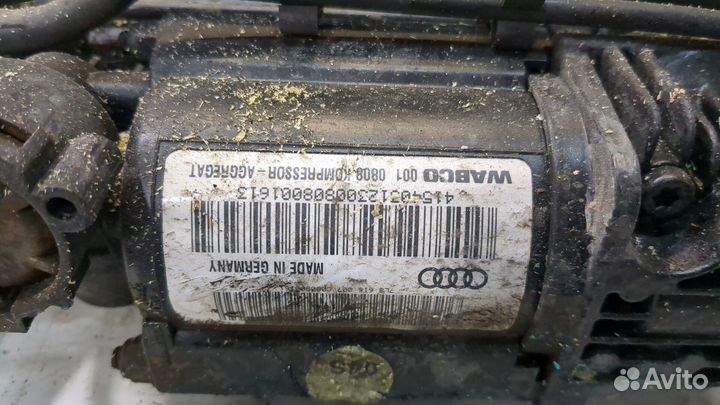 WABCO 001 0808 KOMPRESSOR-AGGREGAT
41540312300808001613
MADE IN GERMANY
Avito